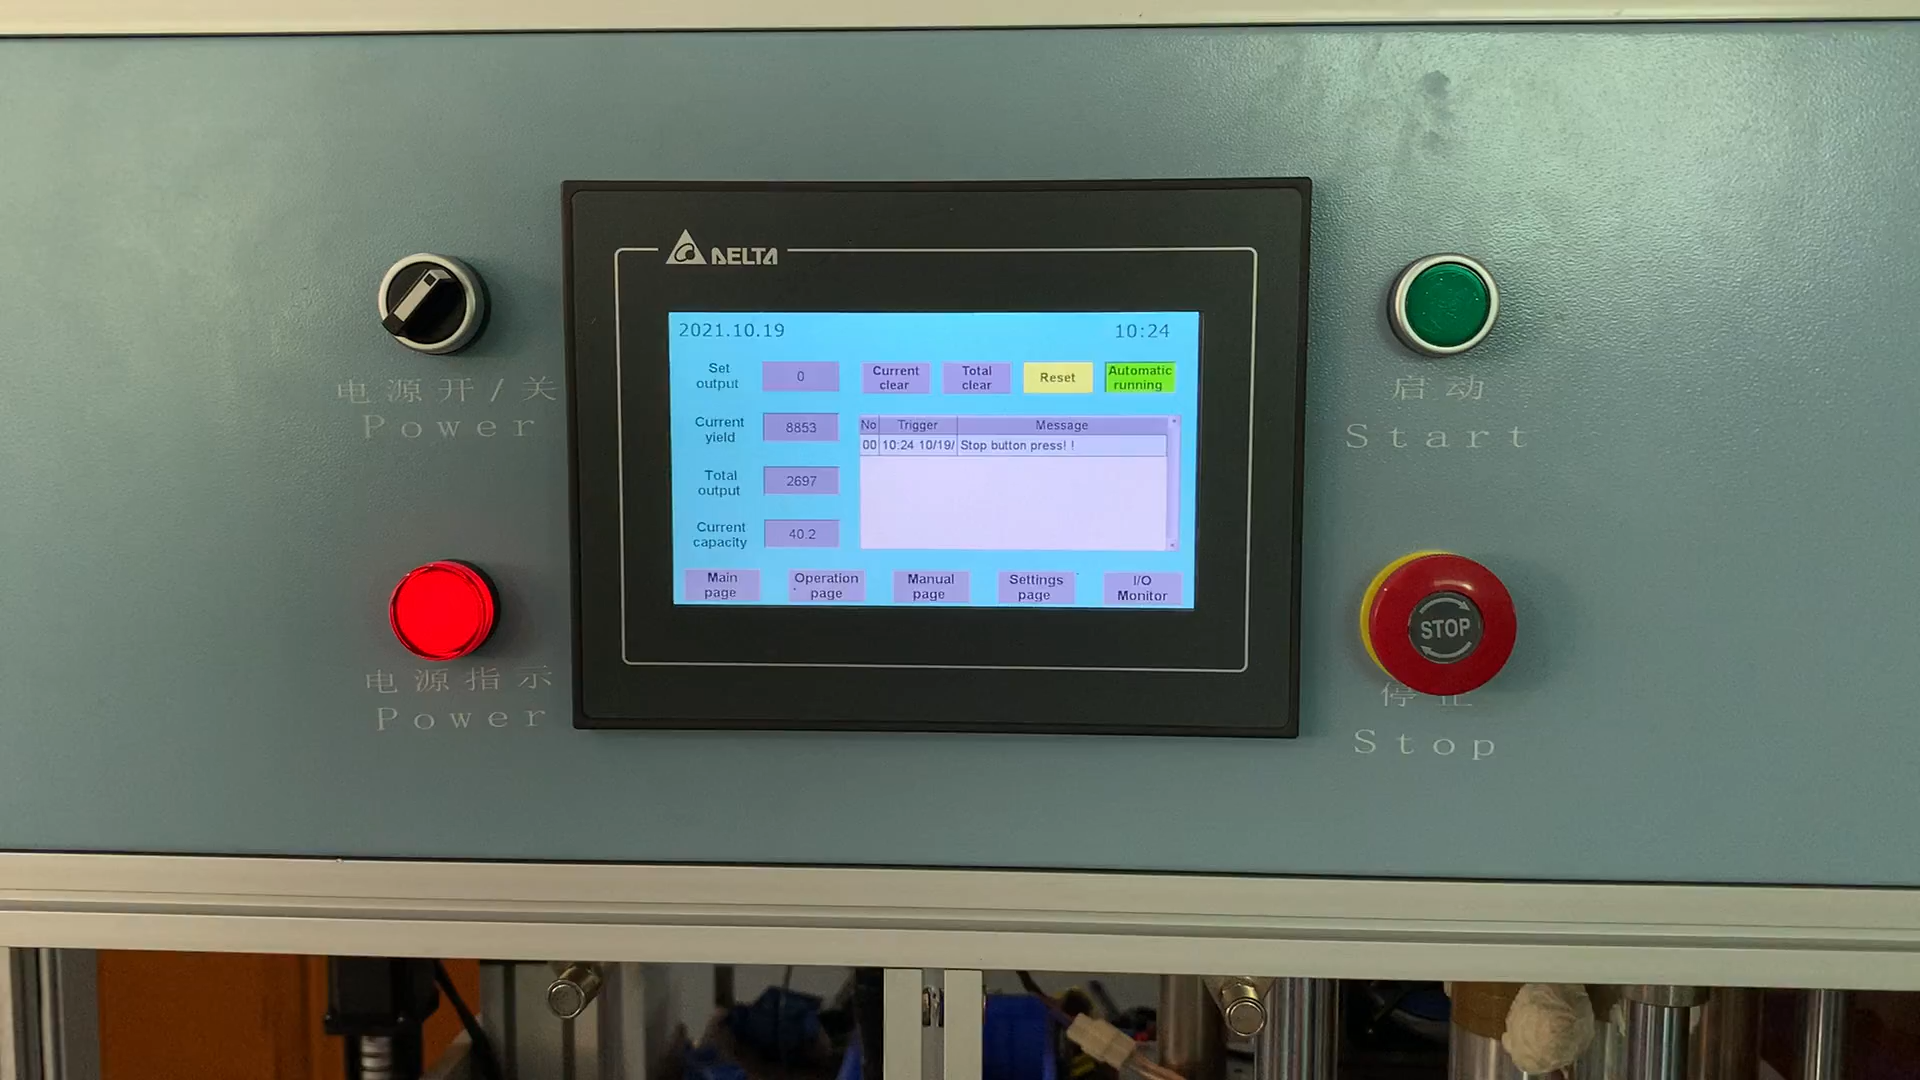 DELTA
2021.10.19 10:24
Set output 0
Current clear
Total clear
Reset
Automatic running
Current yield 8853
Total output 2697
Current capacity 40.2
No Trigger Message
00 10:24 10/19/ Stop button press! !
Main page
Operation page
Manual page
Settings page
I/O Monitor
电源开/关
Power
电源指示
Power
启动
Start
STOP
停止
Stop